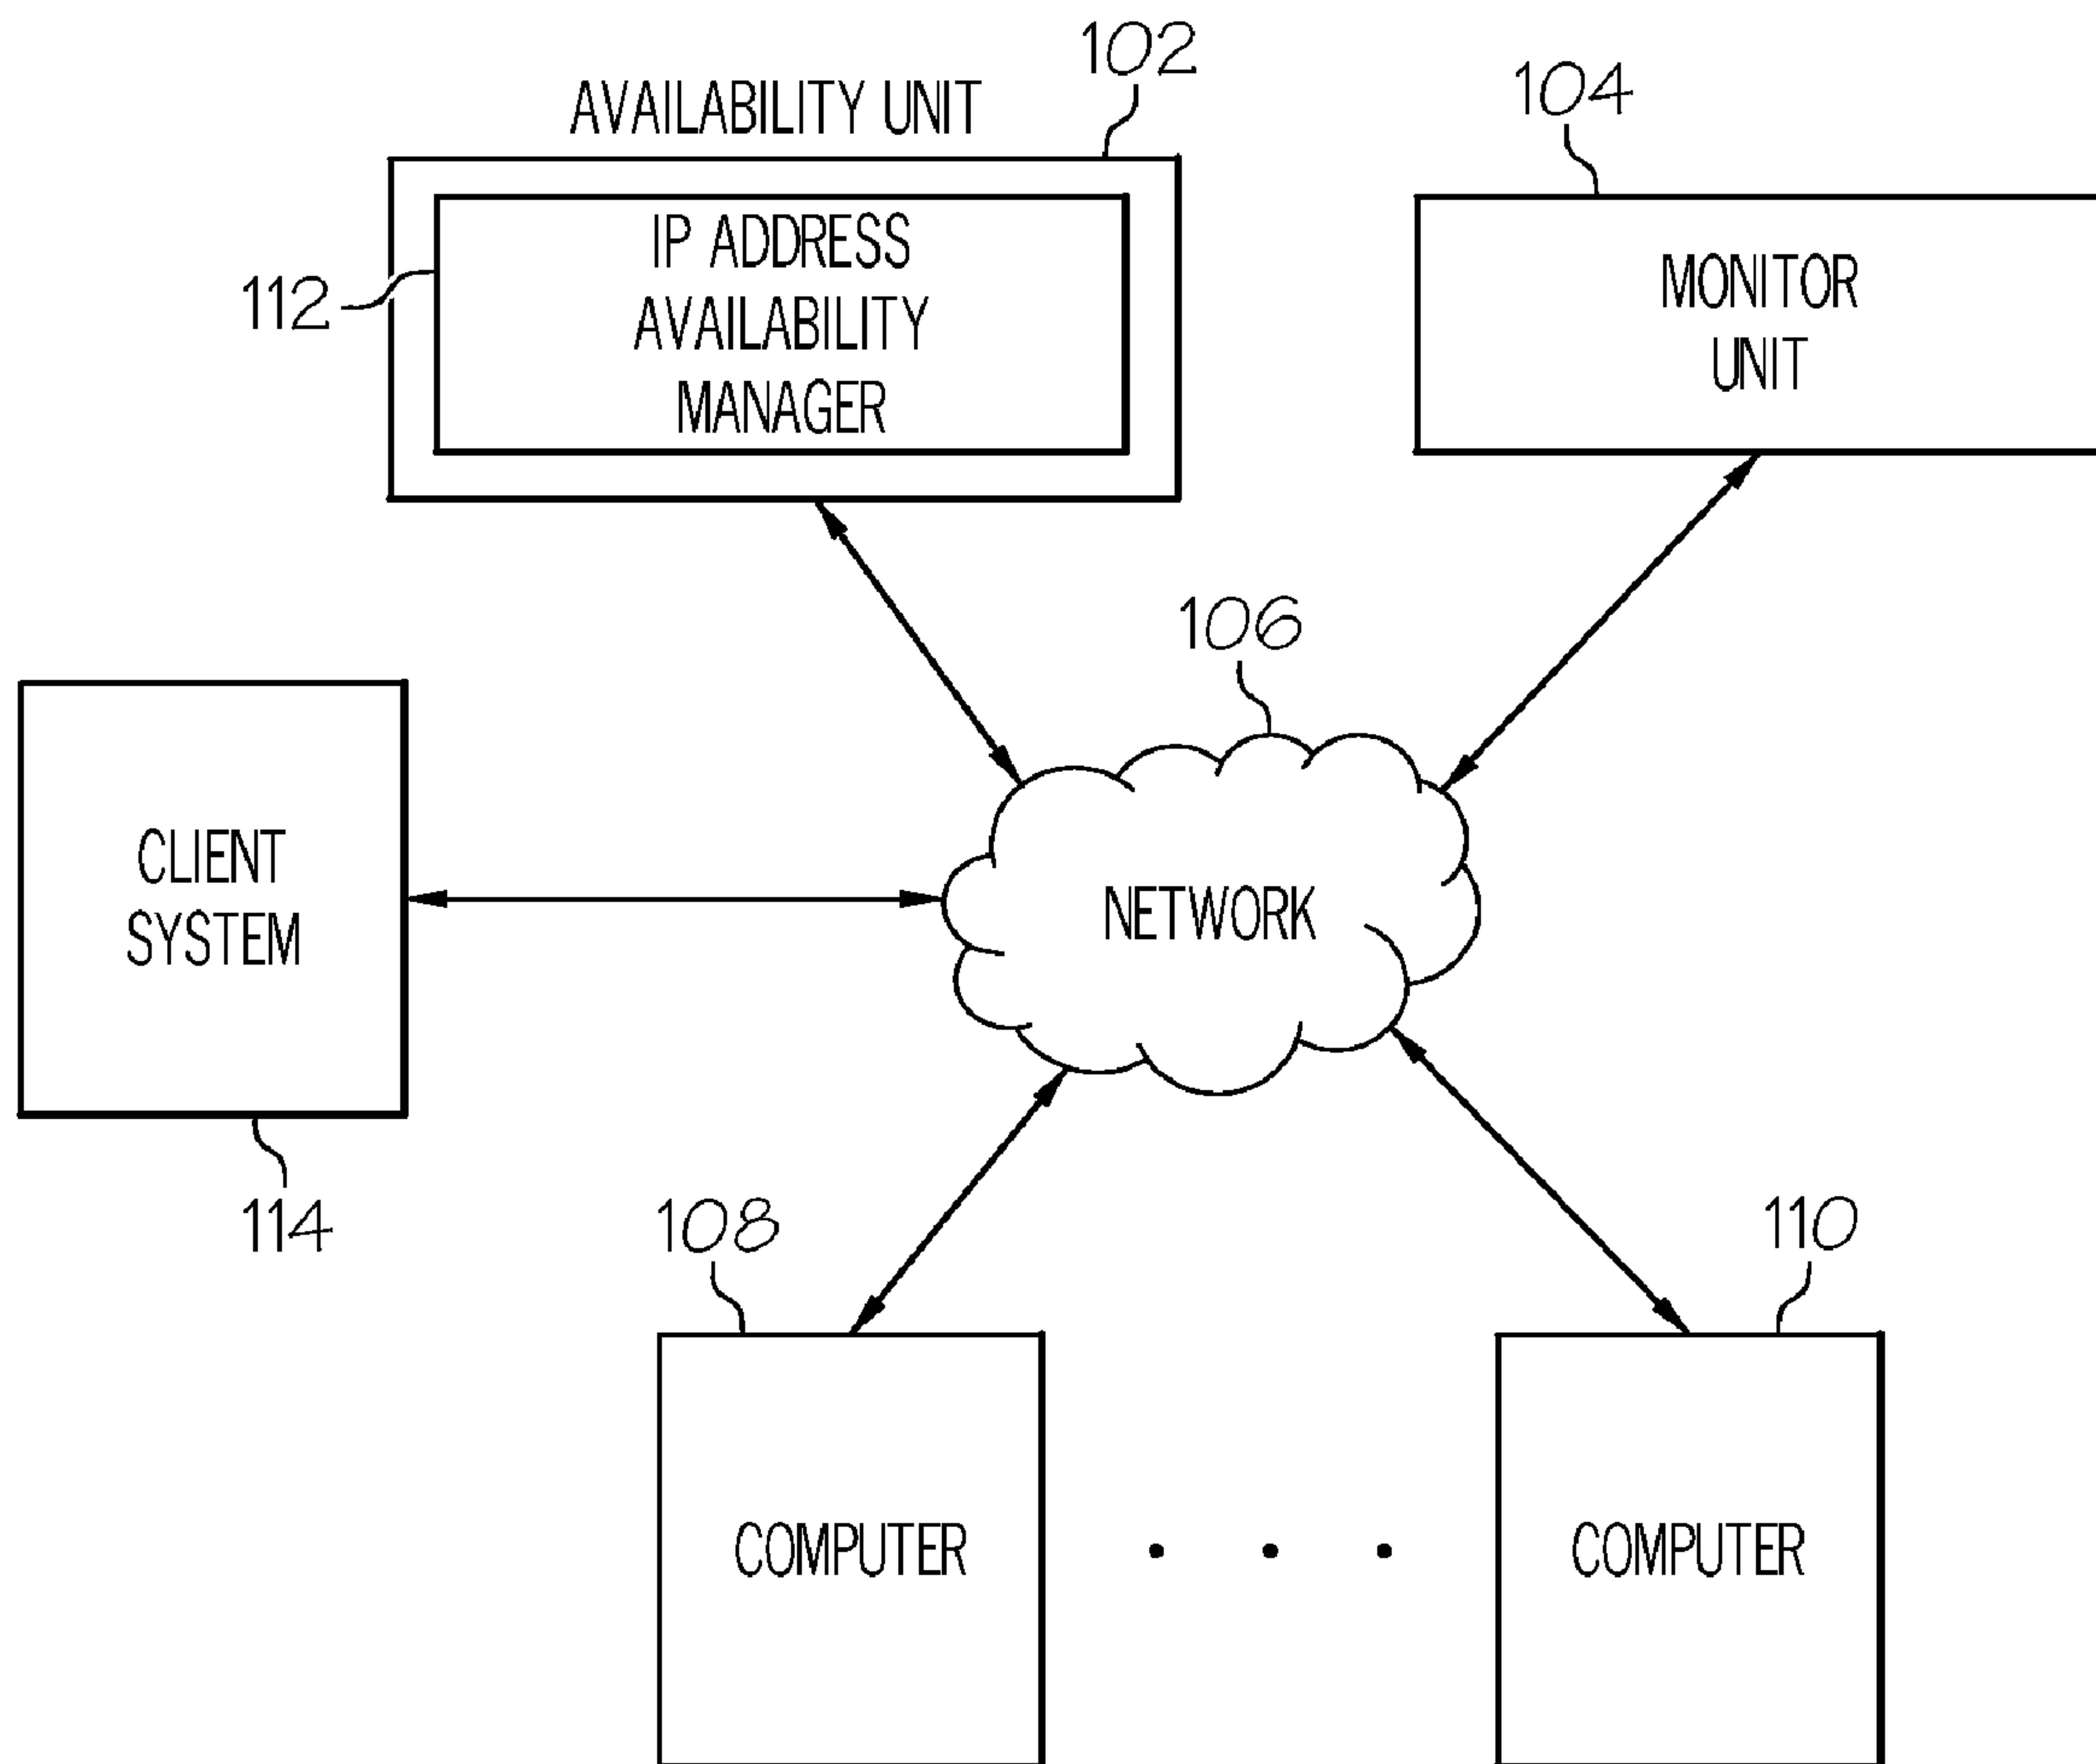 102
AVAILABILITY UNIT
104
IP ADDRESS
AVAILABILITY
MANAGER
112
MONITOR
UNIT
106
CLIENT
SYSTEM
NETWORK
114
108
110
COMPUTER
COMPUTER